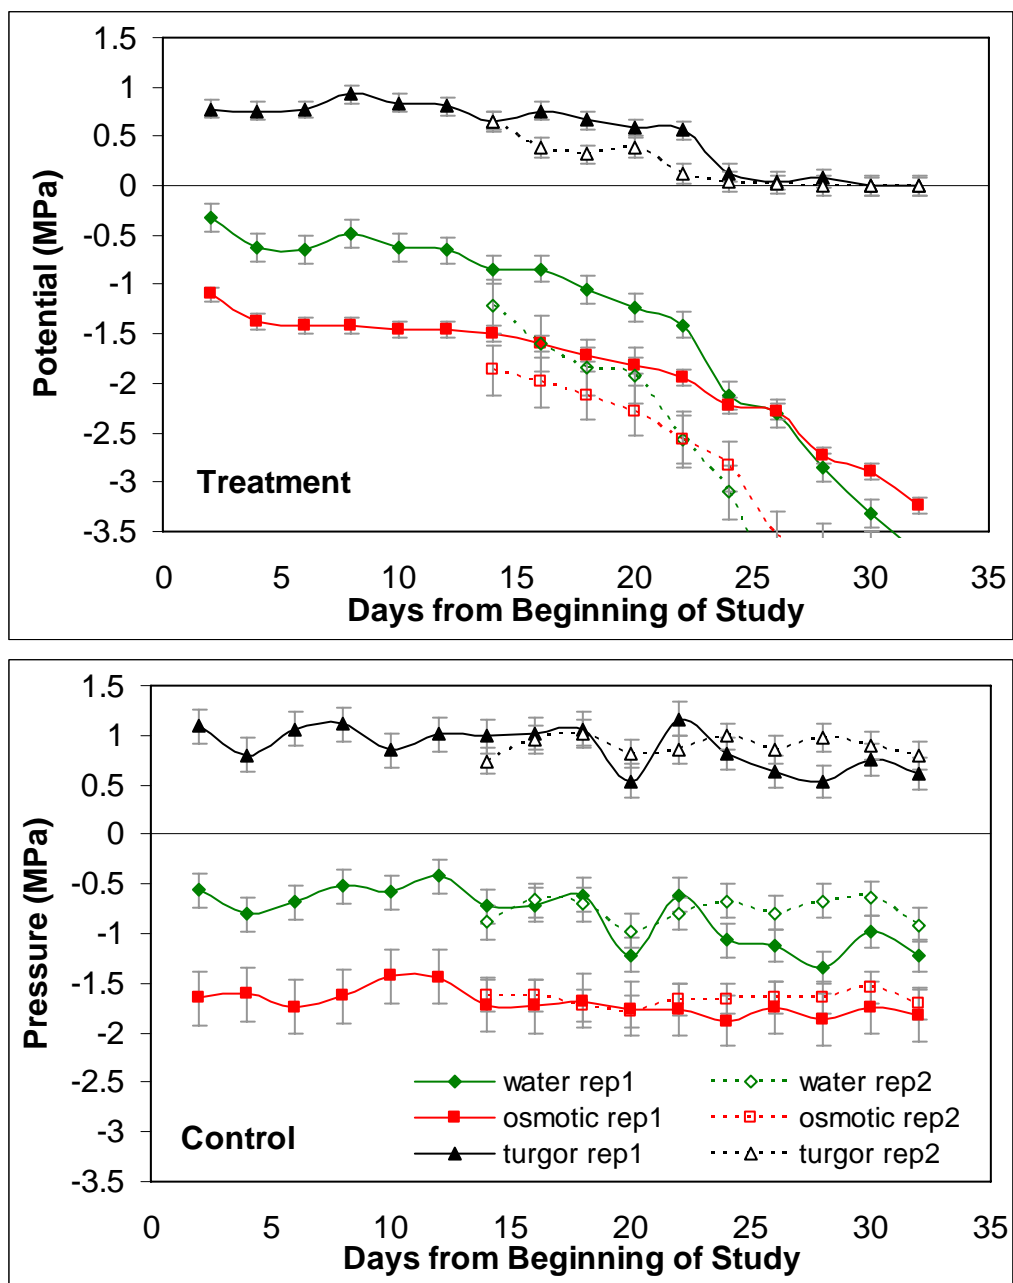 1.5
1
0.5
0
-0.5
-1
-1.5
-2
-2.5
-3
-3.5
Potential (MPa)
Treatment
0 5 10 15 20 25 30 35
Days from Beginning of Study
1.5
1
0.5
0
-0.5
-1
-1.5
-2
-2.5
-3
-3.5
Pressure (MPa)
water rep1 water rep2
osmotic rep1 osmotic rep2
turgor rep1 turgor rep2
Control
0 5 10 15 20 25 30 35
Days from Beginning of Study